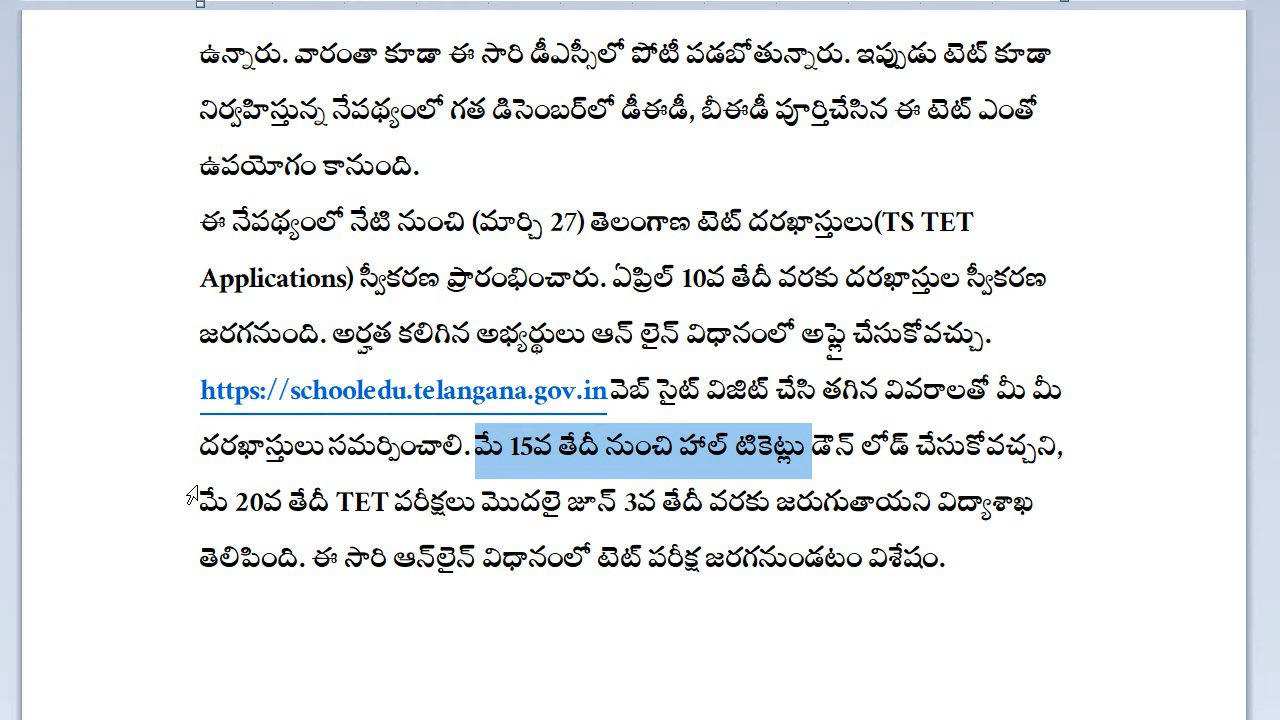 ఉన్నారు. వారంతా కూడా ఈ సారి డీఎస్సీలో పోటీ పడబోతున్నారు. ఇప్పుడు టెట్ కూడా
నిర్వహిస్తున్న నేపథ్యంలో గత డిసెంబర్‌లో డీఈడీ, బీఈడీ పూర్తిచేసిన ఈ టెట్ ఎంతో
ఉపయోగం కానుంది.
ఈ నేపథ్యంలో నేటి నుంచి (మార్చి 27) తెలంగాణ టెట్ దరఖాస్తులు(TS TET
Applications) స్వీకరణ ప్రారంభించారు. ఏప్రిల్ 10వ తేదీ వరకు దరఖాస్తుల స్వీకరణ
జరగనుంది. అర్హత కలిగిన అభ్యర్థులు ఆన్ లైన్ విధానంలో అప్లై చేసుకోవచ్చు.
https://schooledu.telangana.gov.in వెబ్ సైట్ విజిట్ చేసి తగిన వివరాలతో మీ మీ
దరఖాస్తులు సమర్పించాలి. మే 15వ తేదీ నుంచి హాల్ టికెట్లు డౌన్ లోడ్ చేసుకోవచ్చని,
మే 20వ తేదీ TET పరీక్షలు మొదలై జూన్ 3వ తేదీ వరకు జరుగుతాయని విద్యాశాఖ
తెలిపింది. ఈ సారి ఆన్‌లైన్ విధానంలో టెట్ పరీక్ష జరగనుండటం విశేషం.